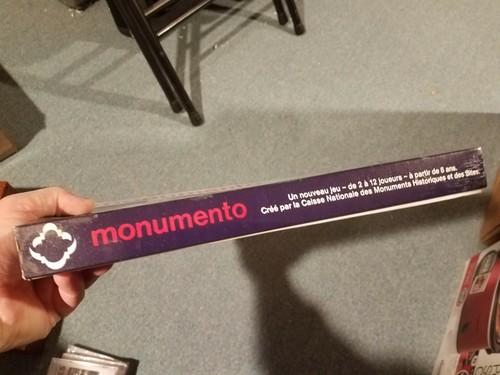 monumento
Un nouveau jeu – de 2 à 12 joueurs – à partir de 8 ans.
Créé par la Caisse Nationale des Monuments Historiques et des Sites.